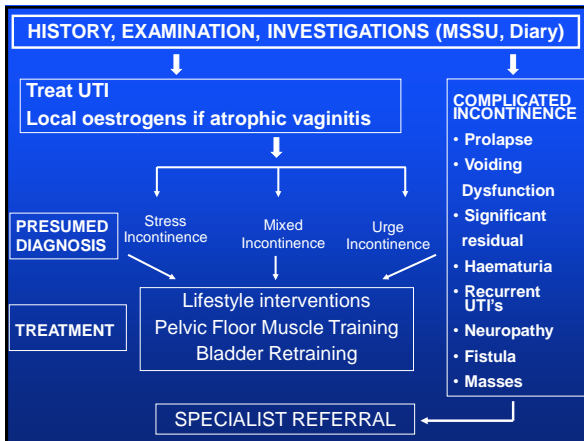 HISTORY, EXAMINATION, INVESTIGATIONS (MSSU, Diary)
Treat UTI
Local oestrogens if atrophic vaginitis
COMPLICATED
INCONTINENCE
• Prolapse
• Voiding
Dysfunction
• Significant
residual
• Haematuria
• Recurrent
UTI's
• Neuropathy
• Fistula
• Masses
PRESUMED
DIAGNOSIS
Stress
Incontinence
Mixed
Incontinence
Urge
Incontinence
TREATMENT
Lifestyle interventions
Pelvic Floor Muscle Training
Bladder Retraining
SPECIALIST REFERRAL